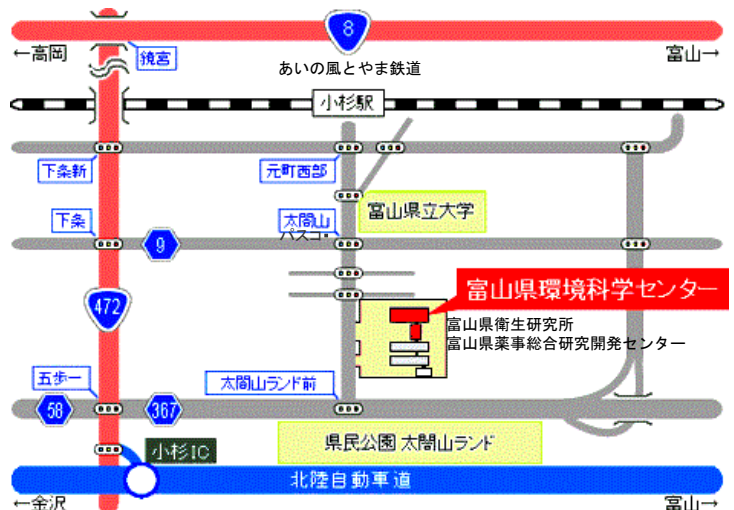 8
←高岡
鏡宮
富山→
あいの風とやま鉄道
小杉駅
下条新
元町西部
富山県立大学
下条
太閤山
パスコ・
9
富山県環境科学センター
472
富山県衛生研究所
富山県薬事総合研究開発センター
五歩一
太閤山ランド前
58
367
県民公園 太閤山ランド
小杉IC
北陸自動車道
←金沢
富山→